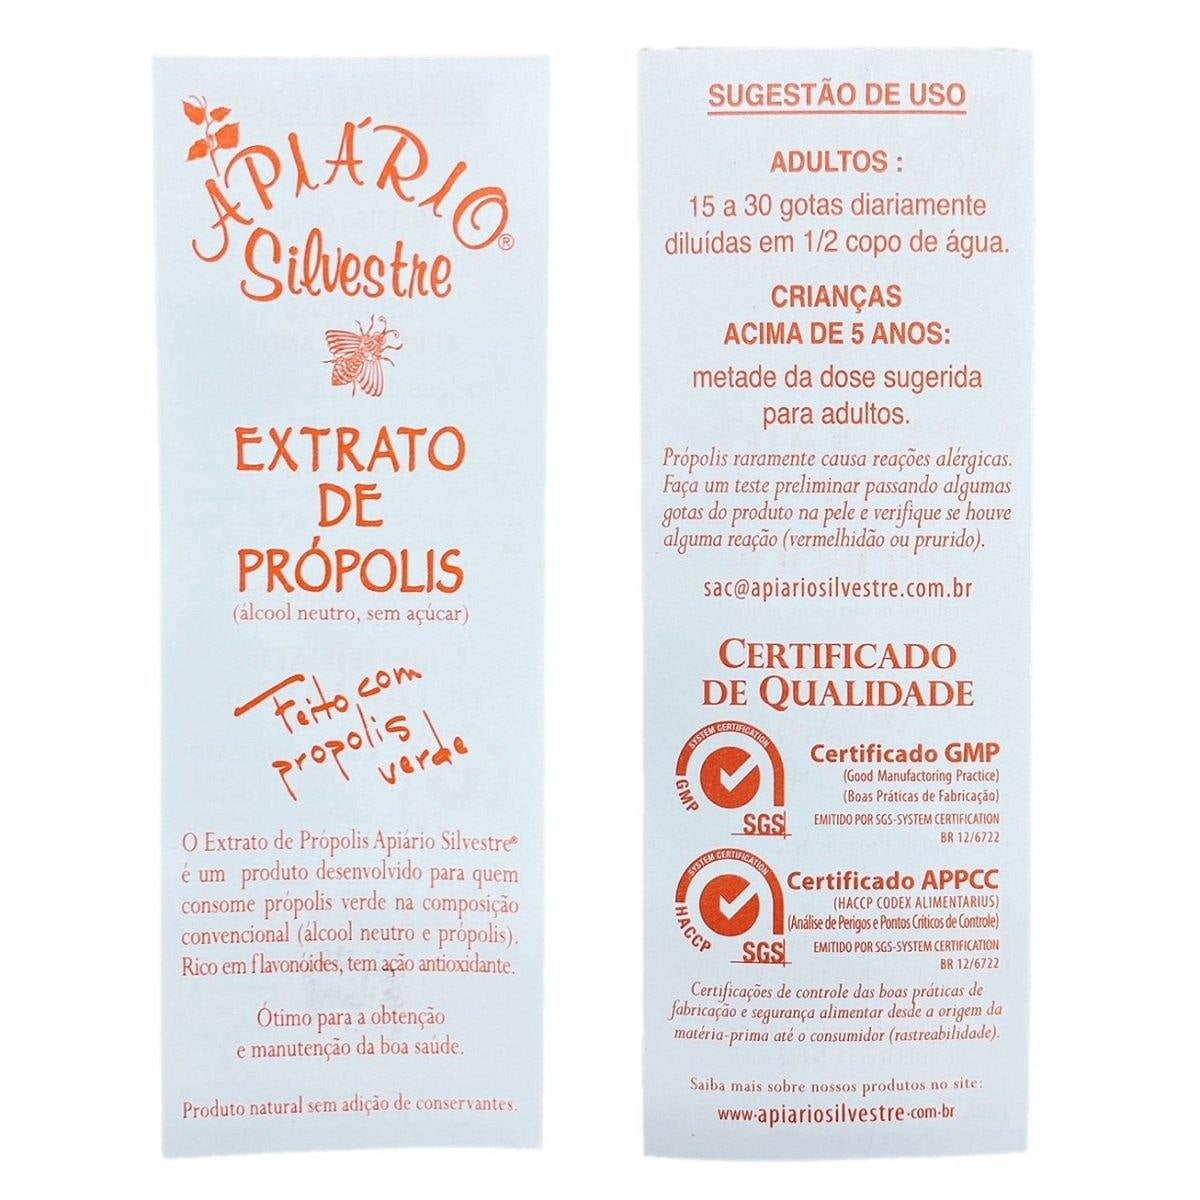 APIÁRIO®
Silvestre
EXTRATO
DE
PRÓPOLIS
(álcool neutro, sem açúcar)
Feito com
propolis
verde
O Extrato de Própolis Apiário Silvestre®
é um produto desenvolvido para quem
consome própolis verde na composição
convencional (álcool neutro e própolis).
Rico em flavonóides, tem ação antioxidante.
Ótimo para a obtenção
e manutenção da boa saúde.
Produto natural sem adição de conservantes.
SUGESTÃO DE USO
ADULTOS :
15 a 30 gotas diariamente
diluídas em 1/2 copo de água.
CRIANÇAS
ACIMA DE 5 ANOS:
metade da dose sugerida
para adultos.
Própolis raramente causa reações alérgicas.
Faça um teste preliminar passando algumas
gotas do produto na pele e verifique se houve
alguma reação (vermelhidão ou prurido).
sac@apiariosilvestre.com.br
CERTIFICADO
DE QUALIDADE
SYSTEM CERTIFICATION
GMP
SGS
Certificado GMP
(Good Manufactoring Practice)
(Boas Práticas de Fabricação)
EMITIDO POR SGS-SYSTEM CERTIFICATION
BR 12/6722
SYSTEM CERTIFICATION
HACCP
SGS
Certificado APPCC
(HACCP CODEX ALIMENTARIUS)
(Análise de Perigos e Pontos Críticos de Controle)
EMITIDO POR SGS-SYSTEM CERTIFICATION
BR 12/6722
Certificações de controle das boas práticas de
fabricação e segurança alimentar desde a origem da
matéria-prima até o consumidor (rastreabilidade).
Saiba mais sobre nossos produtos no site:
www.apiariosilvestre.com.br